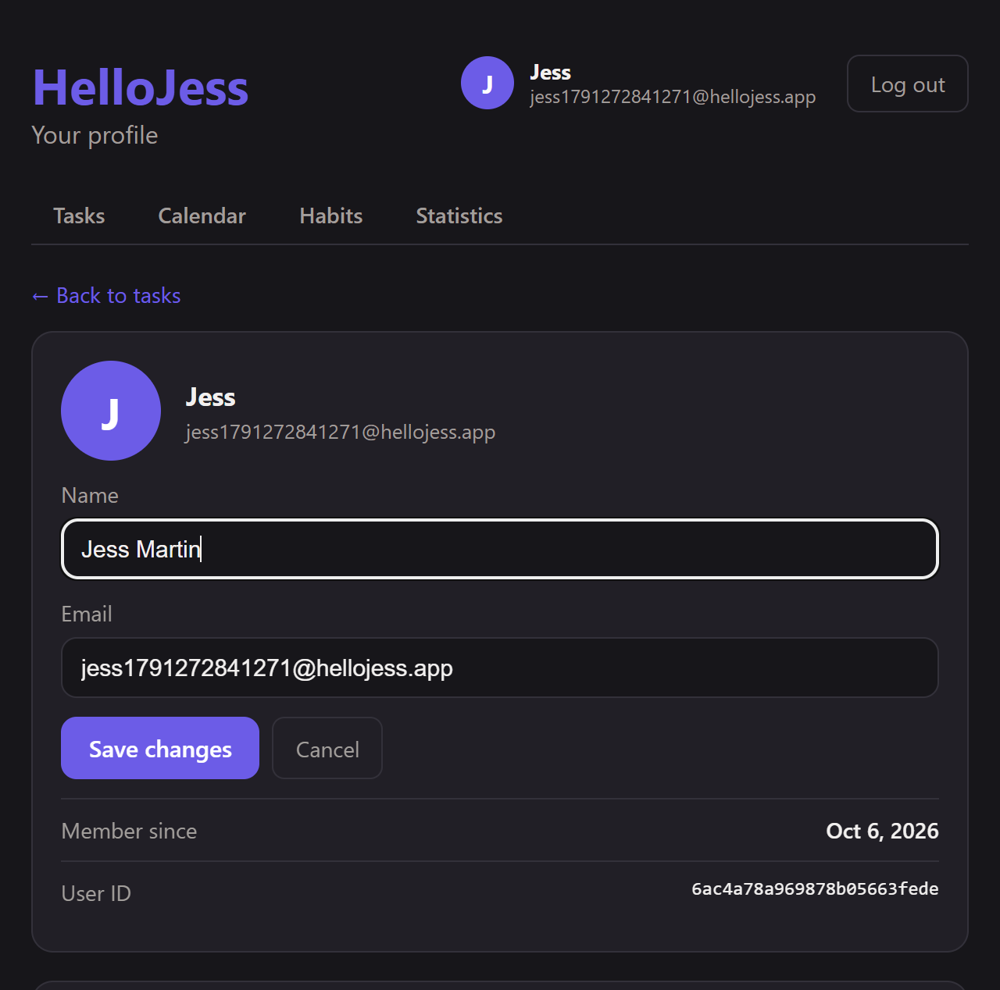 HelloJess
Your profile
J
Jess
jess1791272841271@hellojess.app
Log out
Tasks
Calendar
Habits
Statistics
← Back to tasks
J
Jess
jess1791272841271@hellojess.app
Name
Jess Martin
Email
jess1791272841271@hellojess.app
Save changes
Cancel
Member since
Oct 6, 2026
User ID
6ac4a78a969878b05663fede